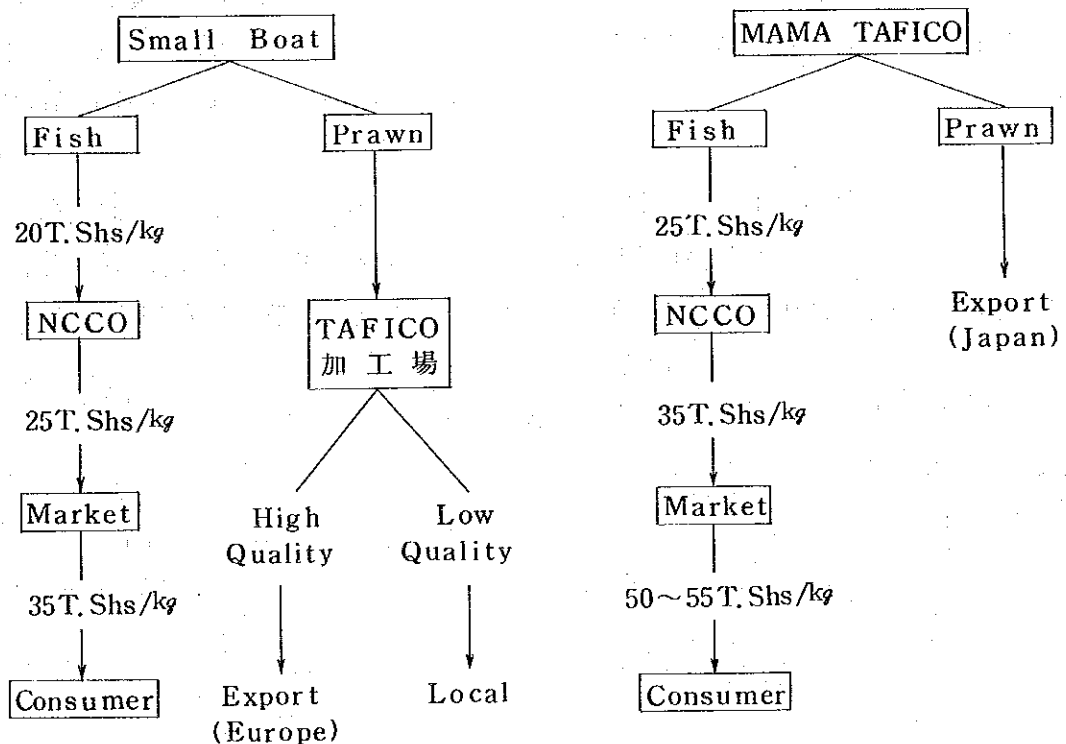 Small Boat
Fish
Prawn
20T.Shs/kg
NCCO
TAFICO
加工場
25T.Shs/kg
Market
High
Quality
Low
Quality
35T.Shs/kg
Consumer
Export
(Europe)
Local
MAMA TAFICO
Fish
Prawn
25T.Shs/kg
NCCO
Export
(Japan)
35T.Shs/kg
Market
50~55T.Shs/kg
Consumer